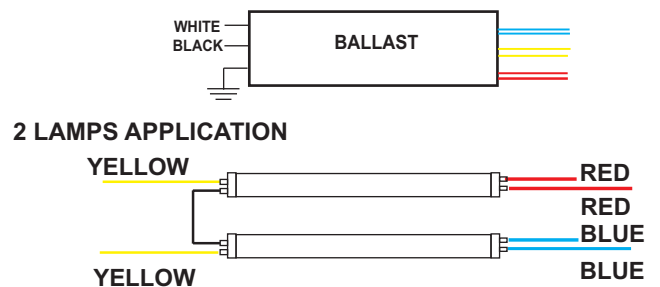 WHITE
BLACK
BALLAST
2 LAMPS APPLICATION
YELLOW
RED
RED
BLUE
YELLOW
BLUE